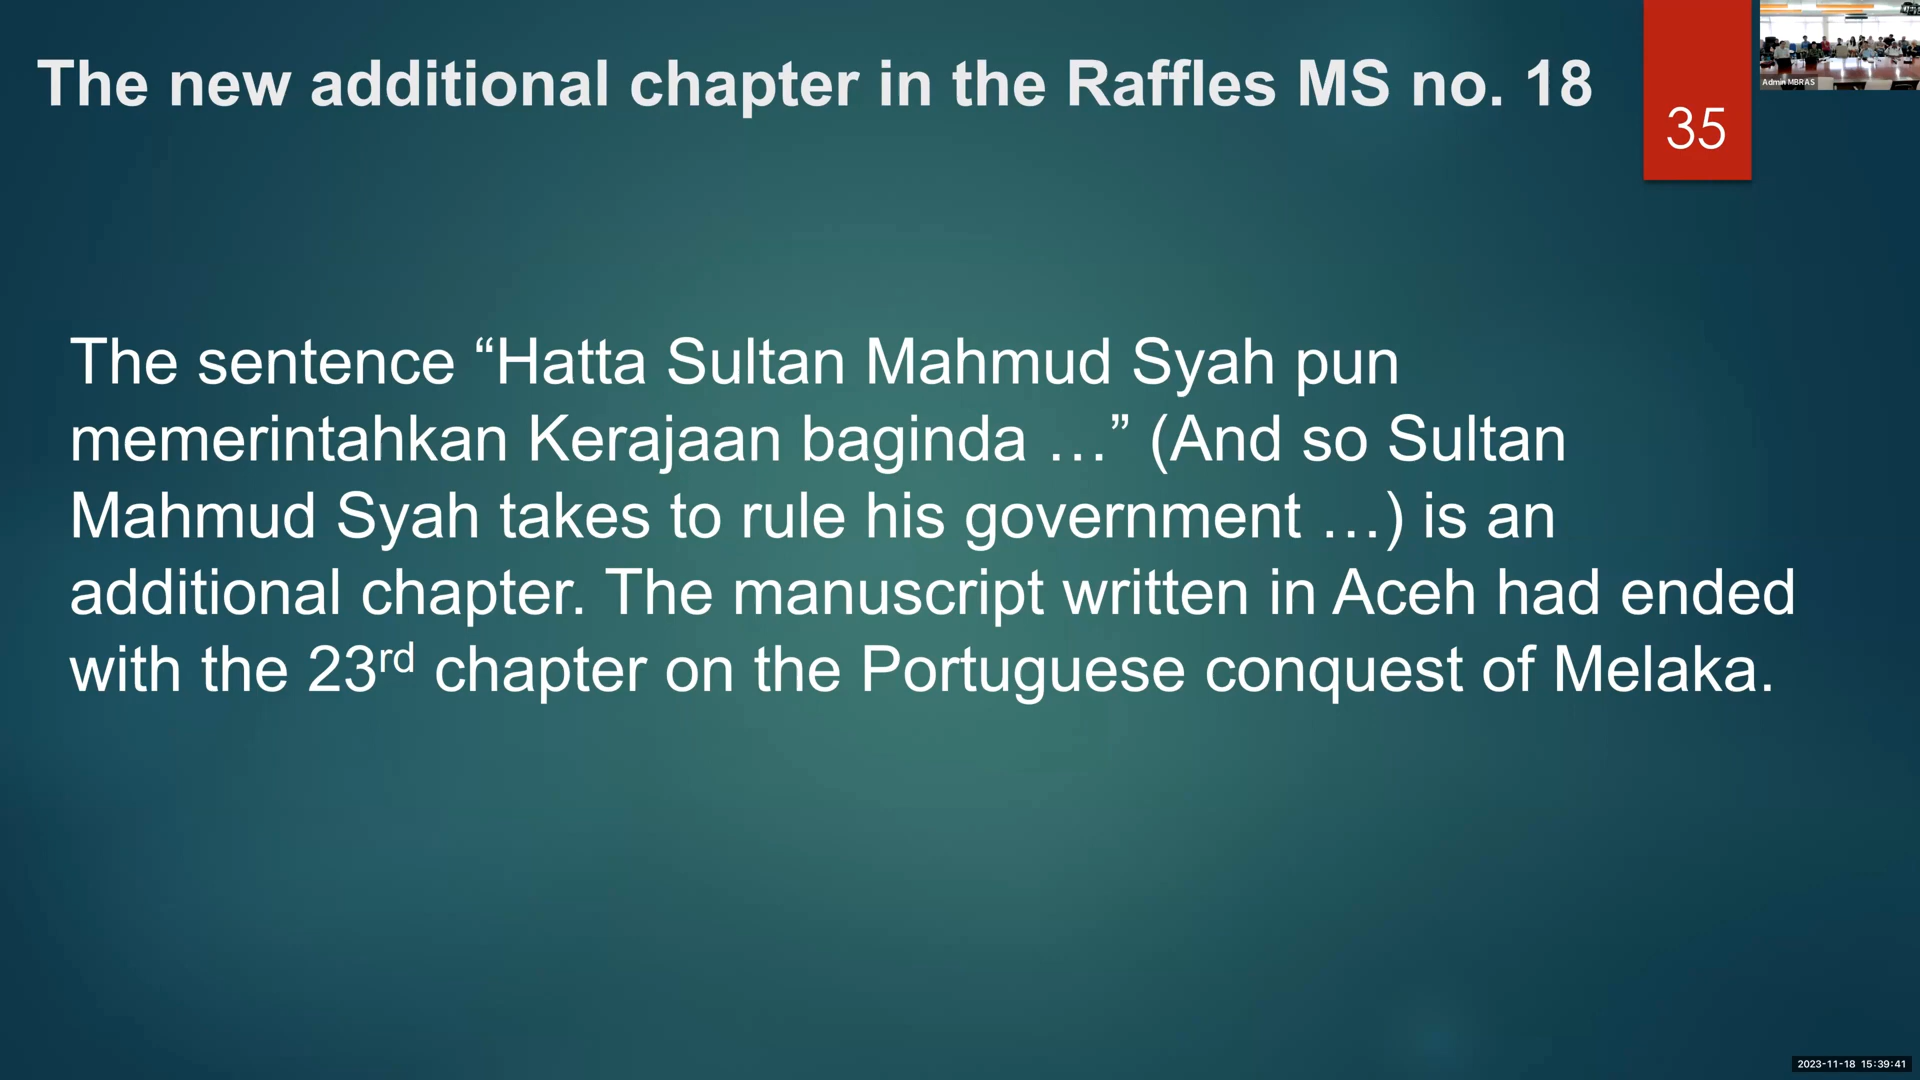 The new additional chapter in the Raffles MS no. 18
35
Admin MBRAS
The sentence “Hatta Sultan Mahmud Syah pun
memerintahkan Kerajaan baginda …” (And so Sultan
Mahmud Syah takes to rule his government …) is an
additional chapter. The manuscript written in Aceh had ended
with the 23rd chapter on the Portuguese conquest of Melaka.
2023-11-18 15:39:41